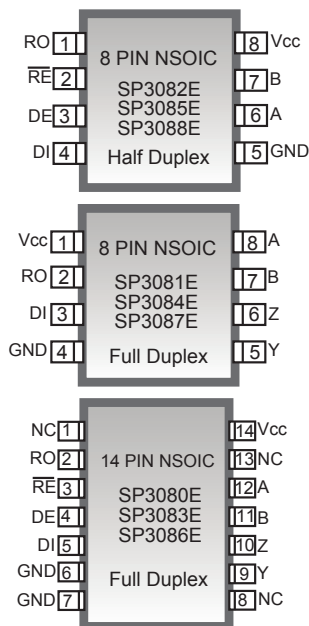 RO 1 8 PIN NSOIC 8 Vcc
R̅E̅ 2 SP3082E 7 B
DE 3 SP3085E 6 A
SP3088E
DI 4 Half Duplex 5 GND
Vcc 1 8 PIN NSOIC 8 A
RO 2 SP3081E 7 B
DI 3 SP3084E 6 Z
SP3087E
GND 4 Full Duplex 5 Y
NC 1 14 Vcc
RO 2 14 PIN NSOIC 13 NC
R̅E̅ 3 SP3080E 12 A
DE 4 SP3083E 11 B
DI 5 SP3086E 10 Z
GND 6 Full Duplex 9 Y
GND 7 8 NC